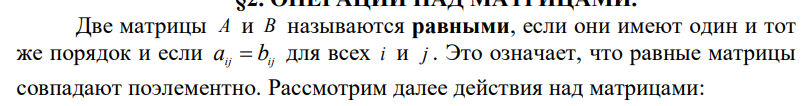 §2. ОПЕРАЦИИ НАД МАТРИЦАМИ.
Две матрицы A и B называются равными, если они имеют один и тот
же порядок и если a_{ij} = b_{ij} для всех i и j. Это означает, что равные матрицы
совпадают поэлементно. Рассмотрим далее действия над матрицами: